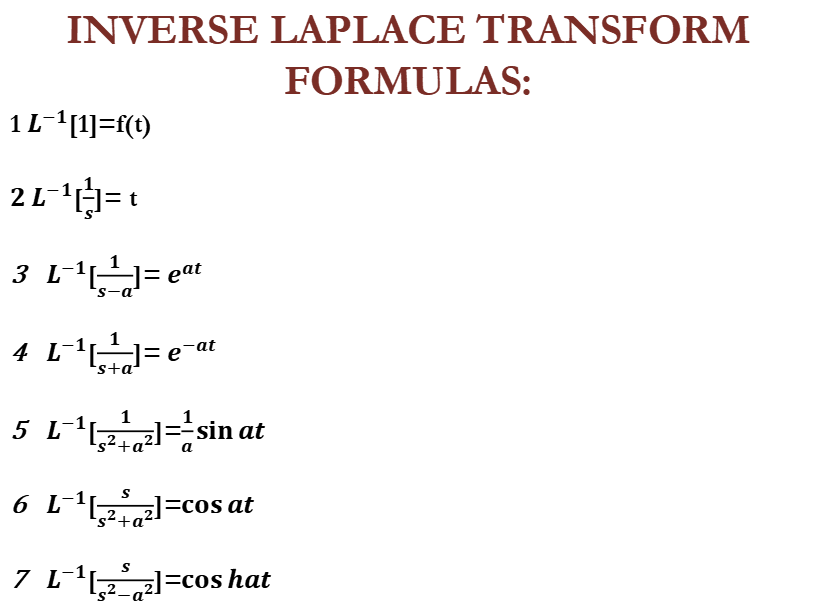 INVERSE LAPLACE TRANSFORM
FORMULAS:
1 L⁻¹[1]=f(t)
2 L⁻¹[1/s]= t
3 L⁻¹[1/(s−a)]= e^(at)
4 L⁻¹[1/(s+a)]= e^(−at)
5 L⁻¹[1/(s²+a²)]=1/a sin at
6 L⁻¹[s/(s²+a²)]=cos at
7 L⁻¹[s/(s²−a²)]=cos hat